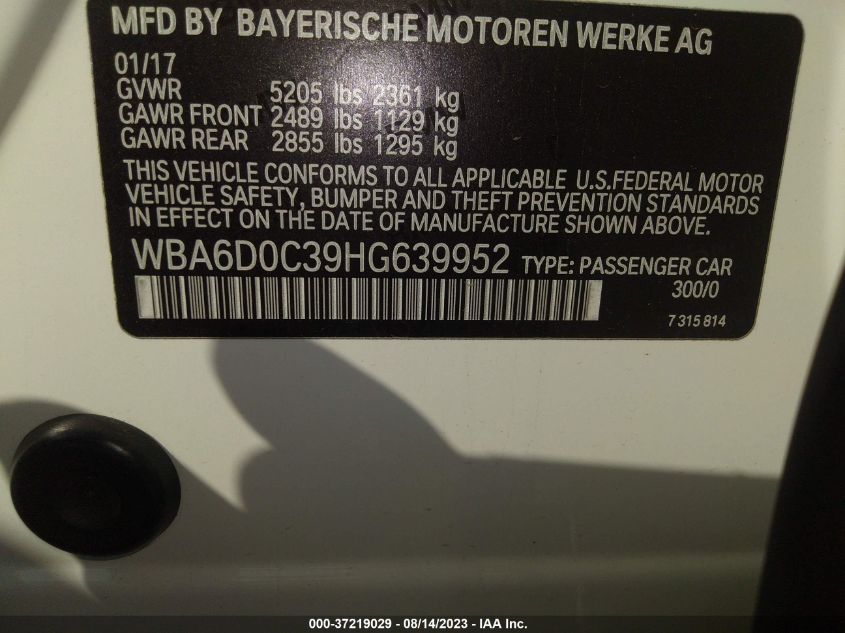 MFD BY BAYERISCHE MOTOREN WERKE AG
01/17
GVWR 5205 lbs 2361 kg
GAWR FRONT 2489 lbs 1129 kg
GAWR REAR 2855 lbs 1295 kg
THIS VEHICLE CONFORMS TO ALL APPLICABLE U.S.FEDERAL MOTOR
VEHICLE SAFETY, BUMPER AND THEFT PREVENTION STANDARDS
IN EFFECT ON THE DATE OF MANUFACTURE SHOWN ABOVE.
WBA6D0C39HG639952 TYPE: PASSENGER CAR
300/0
7 315 814
000-37219029 - 08/14/2023 - IAA Inc.